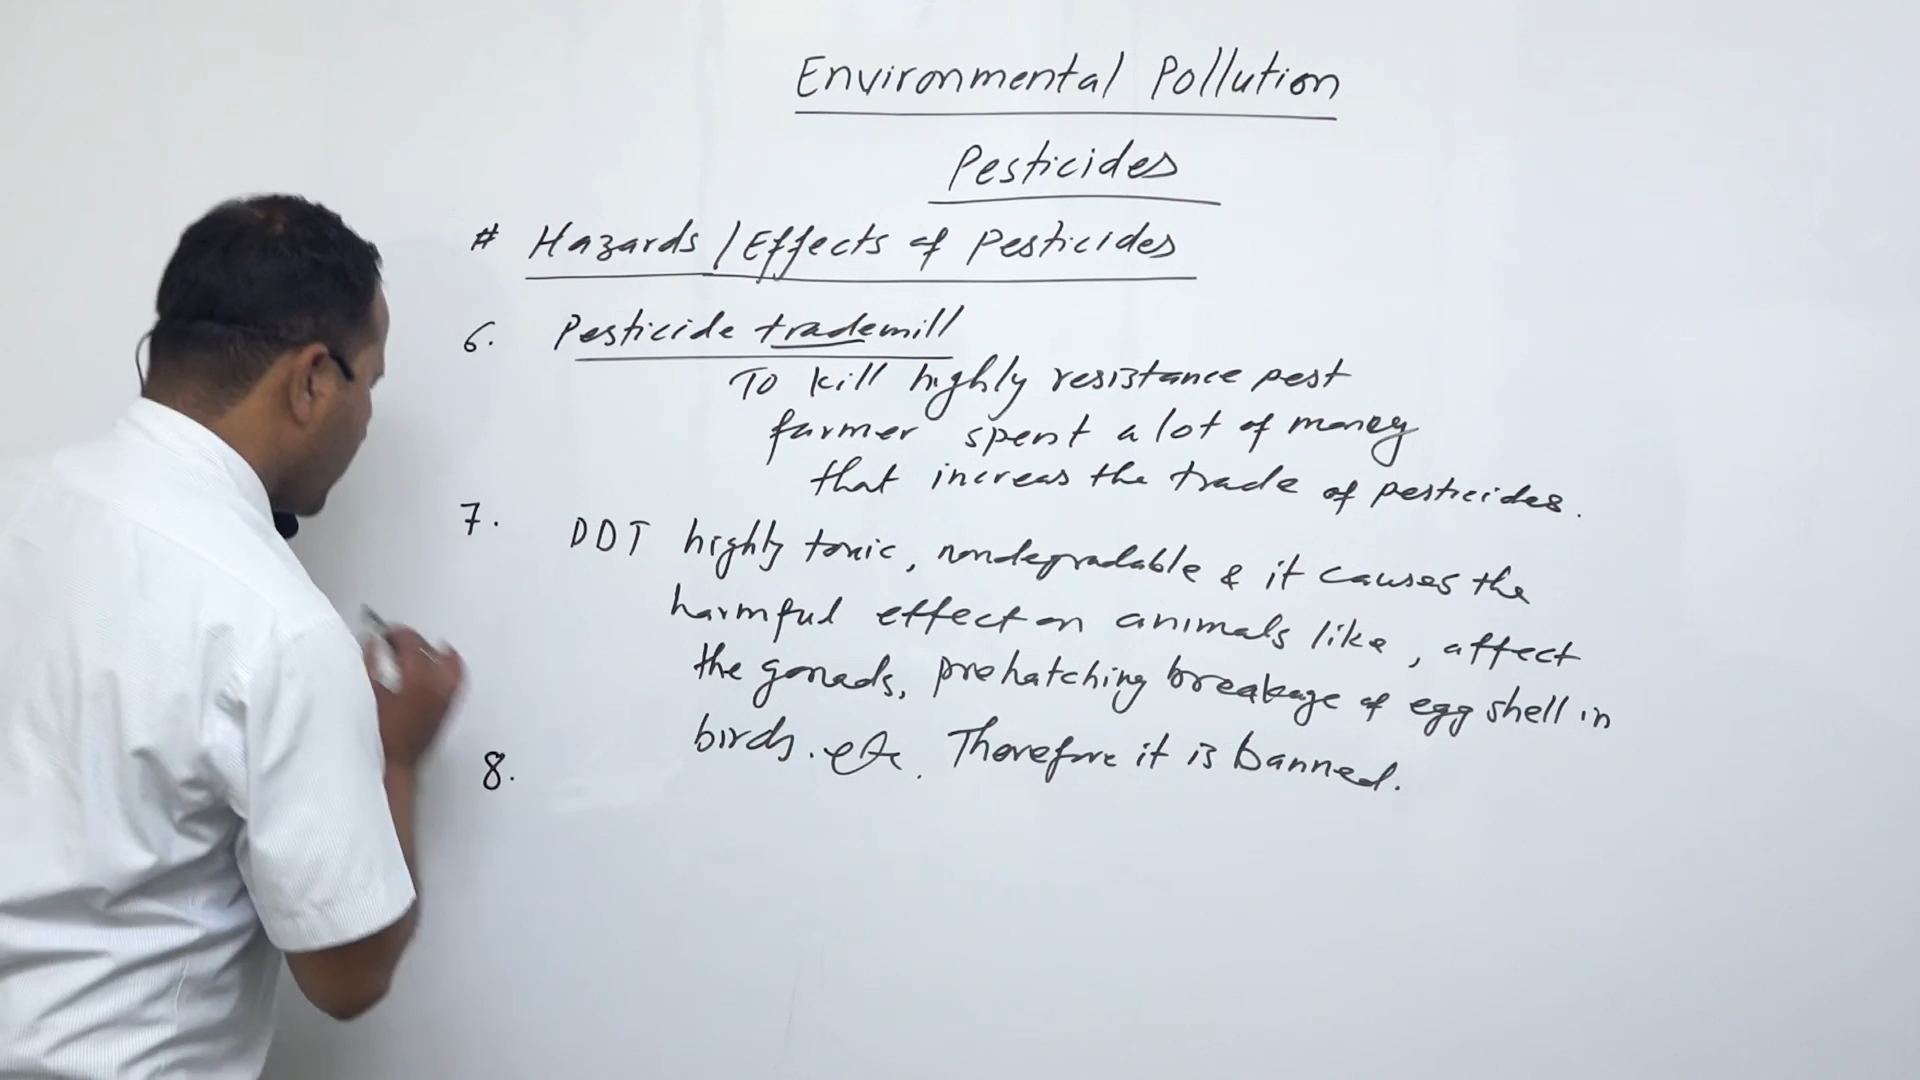 Environmental Pollution
Pesticides
# Hazards/Effects of Pesticides
6. Pesticide trademill
To kill highly resistance pest
farmer spent a lot of money
that increas the trade of pesticides.
7. DDT highly toxic, nondegradable & it causes the
harmful effect on animals like, affect
the gonads, prehatching breakage of egg shell in
birds. etc. Therefore it is banned.
8.